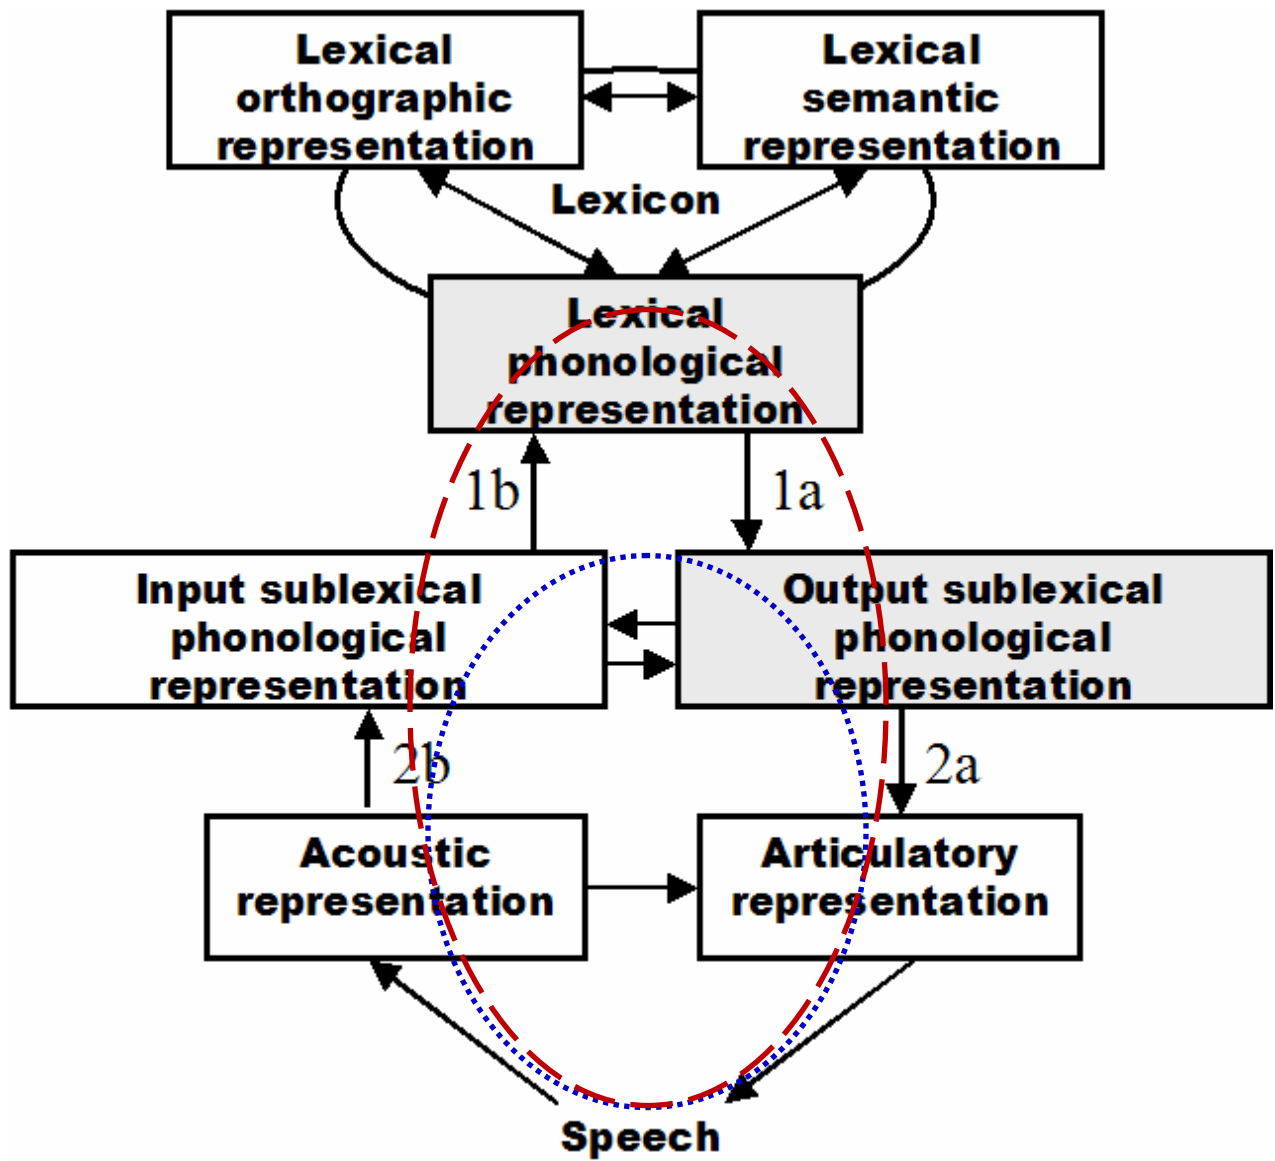 Lexical
orthographic
representation
Lexical
semantic
representation
Lexicon
Lexical
phonological
representation
1b
1a
Input sublexical
phonological
representation
Output sublexical
phonological
representation
2b
2a
Acoustic
representation
Articulatory
representation
Speech